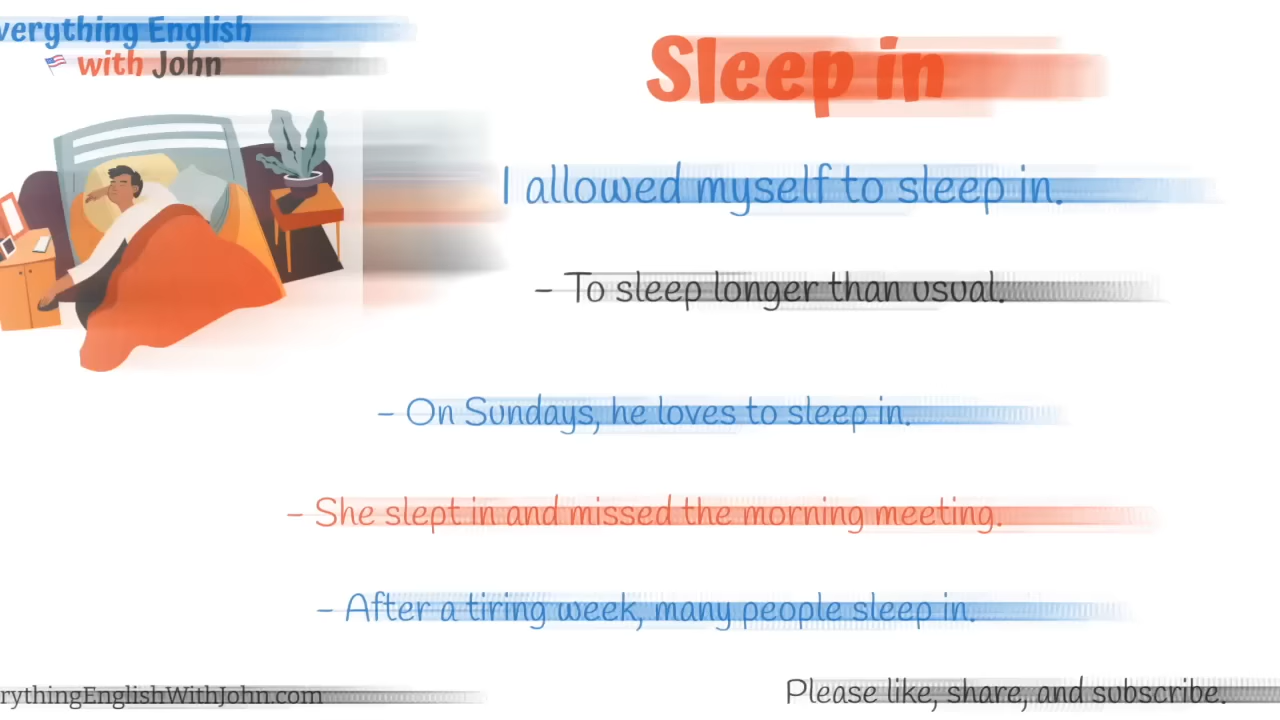 verything English
with John
Sleep in
I allowed myself to sleep in.
- To sleep longer than usual.
- On Sundays, he loves to sleep in.
- She slept in and missed the morning meeting.
- After a tiring week, many people sleep in.
rythingEnglishWithJohn.com
Please like, share, and subscribe.